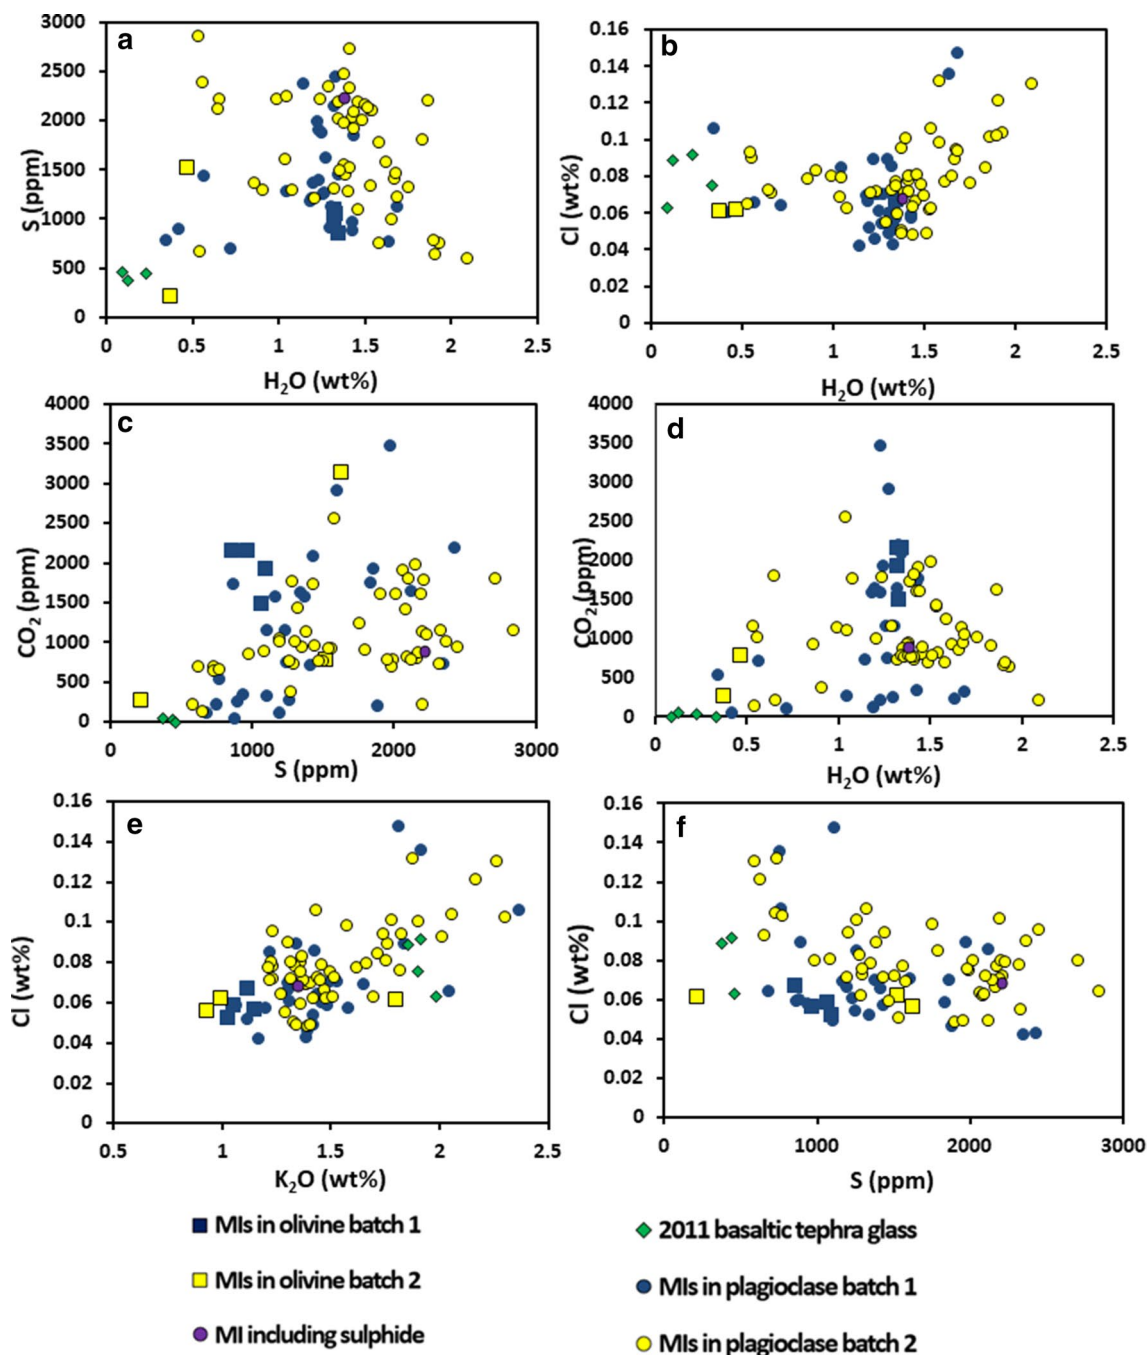 a
3000
2500
2000
1500
1000
500
0
S (ppm)
0 0.5 1 1.5 2 2.5
H₂O (wt%)
b
0.16
0.14
0.12
0.1
0.08
0.06
0.04
0.02
0
Cl (wt%)
0 0.5 1 1.5 2 2.5
H₂O (wt%)
c
4000
3500
3000
2500
2000
1500
1000
500
0
CO₂ (ppm)
0 1000 2000 3000
S (ppm)
d
4000
3500
3000
2500
2000
1500
1000
500
0
CO₂ (ppm)
0 0.5 1 1.5 2 2.5
H₂O (wt%)
e
0.16
0.14
0.12
0.1
0.08
0.06
0.04
0.02
0
Cl (wt%)
0.5 1 1.5 2 2.5
K₂O (wt%)
f
0.16
0.14
0.12
0.1
0.08
0.06
0.04
0.02
0
Cl (wt%)
0 1000 2000 3000
S (ppm)
MIs in olivine batch 1
MIs in olivine batch 2
MI including sulphide
2011 basaltic tephra glass
MIs in plagioclase batch 1
MIs in plagioclase batch 2